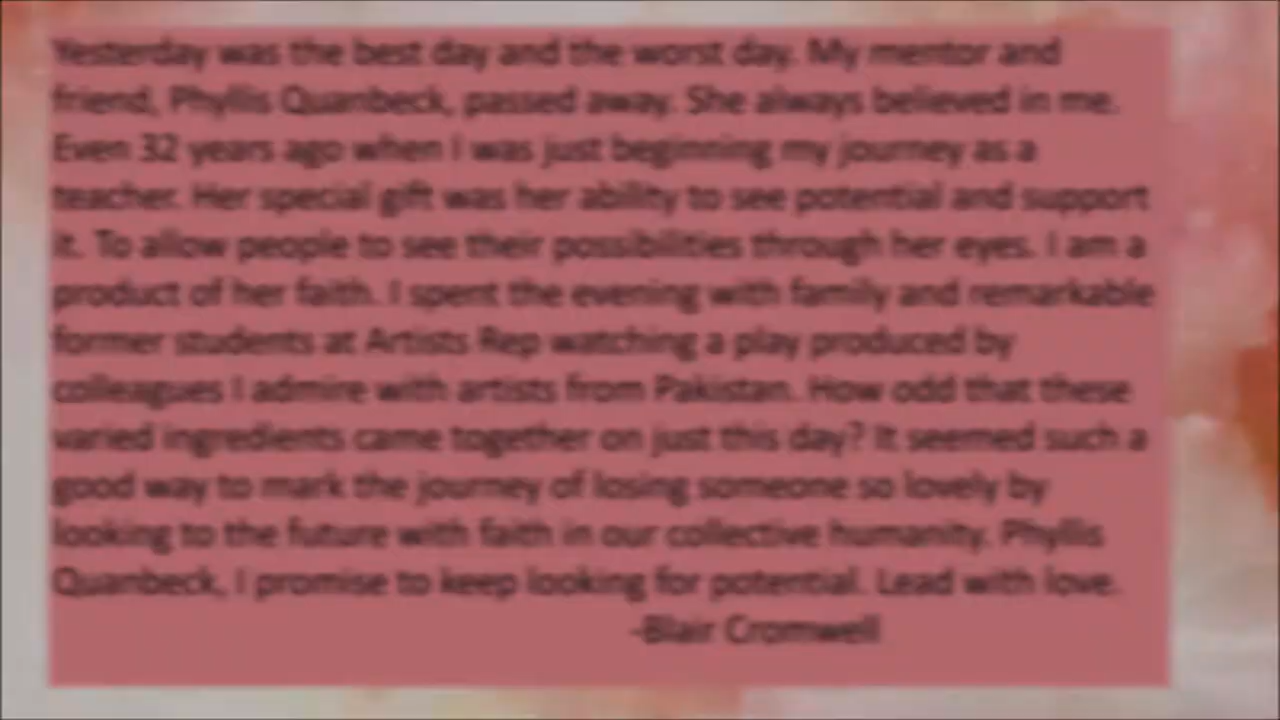 Yesterday was the best day and the worst day. My mentor and
friend, Phyllis Quanbeck, passed away. She always believed in me.
Even 32 years ago when I was just beginning my journey as a
teacher. Her special gift was her ability to see potential and support
it. To allow people to see their possibilities through her eyes. I am a
product of her faith. I spent the evening with family and remarkable
former students at Artists Rep watching a play produced by
colleagues I admire with artists from Pakistan. How odd that these
varied ingredients came together on just this day? It seemed such a
good way to mark the journey of losing someone so lovely by
looking to the future with faith in our collective humanity. Phyllis
Quanbeck, I promise to keep looking for potential. Lead with love.
-Blair Cromwell